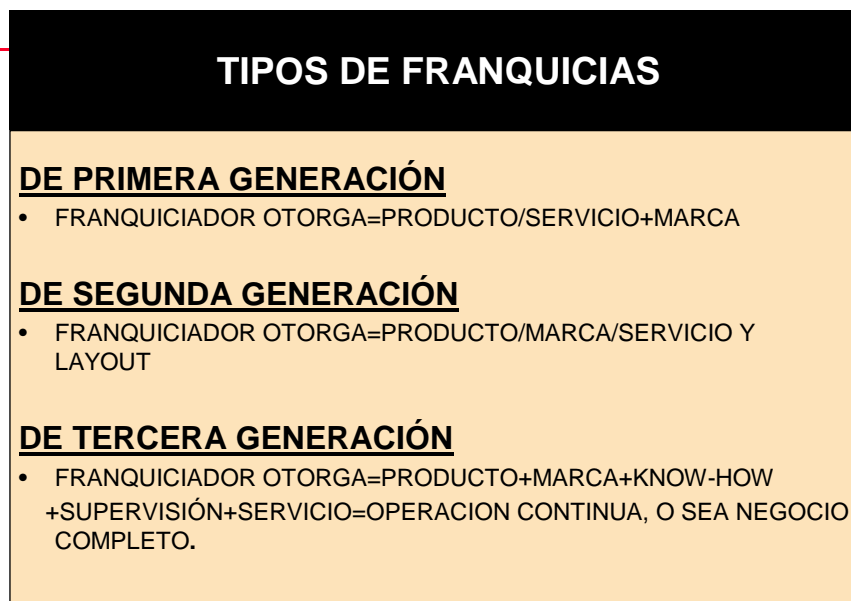 TIPOS DE FRANQUICIAS
DE PRIMERA GENERACIÓN
• FRANQUICIADOR OTORGA=PRODUCTO/SERVICIO+MARCA
DE SEGUNDA GENERACIÓN
• FRANQUICIADOR OTORGA=PRODUCTO/MARCA/SERVICIO Y
LAYOUT
DE TERCERA GENERACIÓN
• FRANQUICIADOR OTORGA=PRODUCTO+MARCA+KNOW-HOW
+SUPERVISIÓN+SERVICIO=OPERACION CONTINUA, O SEA NEGOCIO
COMPLETO.